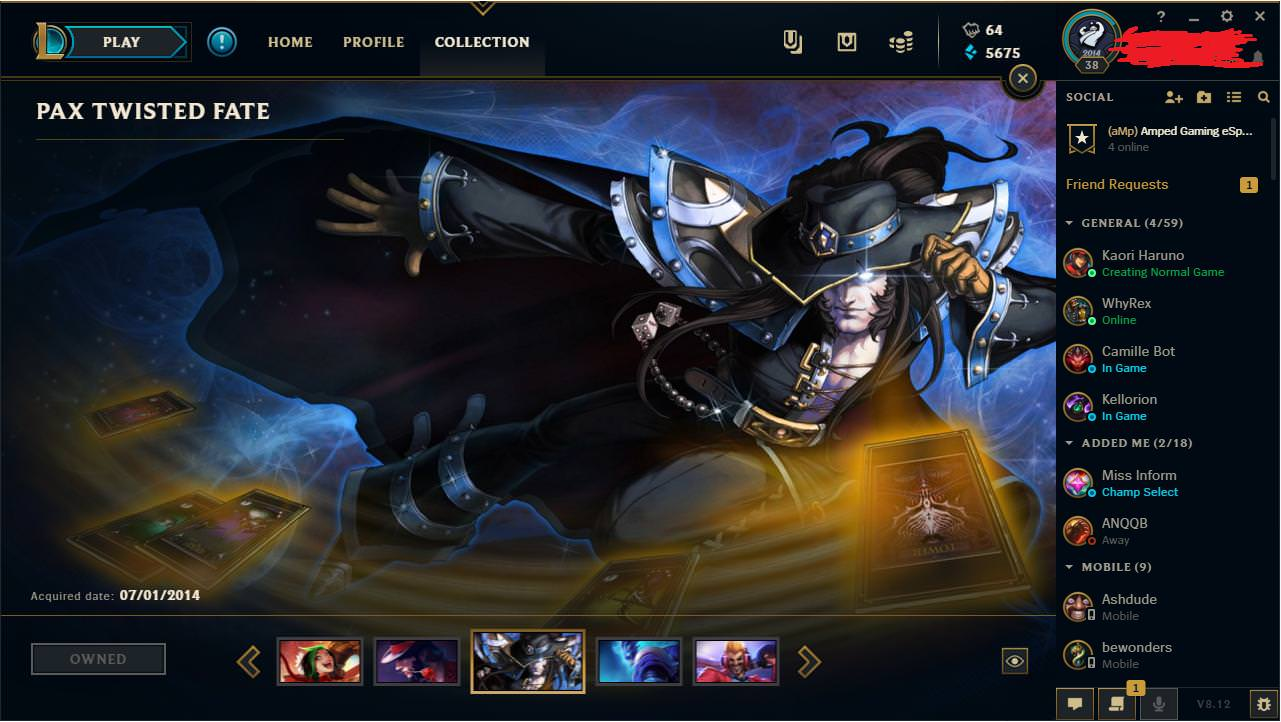 PLAY
HOME
PROFILE
COLLECTION
64
5675
2014
38
PAX TWISTED FATE
TOWER
Acquired date: 07/01/2014
OWNED
SOCIAL
(aMp) Amped Gaming eSp...
4 online
Friend Requests
1
GENERAL (4/59)
Kaori Haruno
Creating Normal Game
WhyRex
Online
Camille Bot
In Game
Kellorion
In Game
ADDED ME (2/18)
Miss Inform
Champ Select
ANQQB
Away
MOBILE (9)
Ashdude
Mobile
bewonders
Mobile
1
V8.12